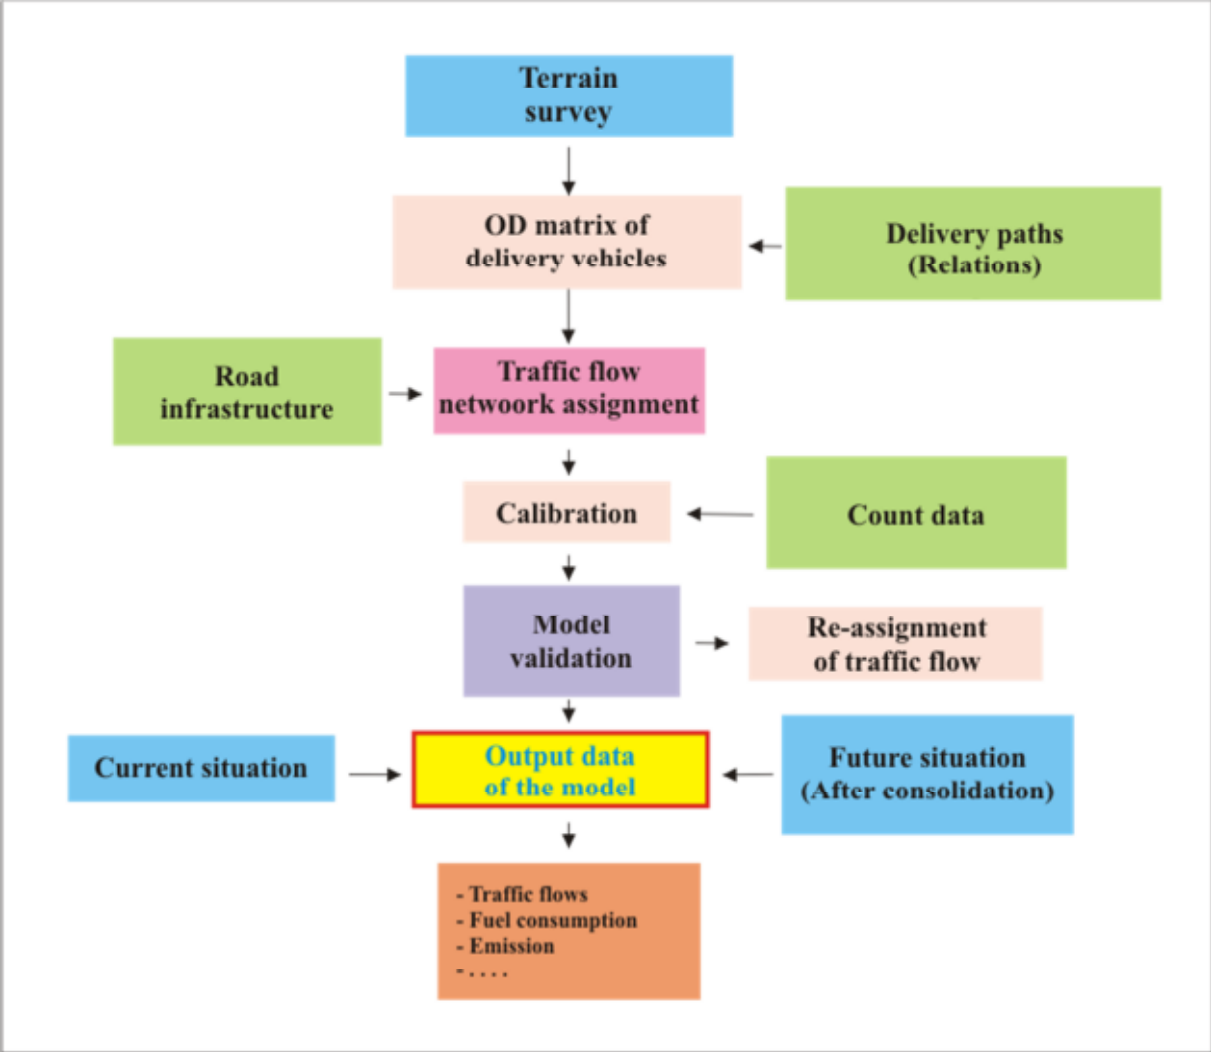 Terrain
survey
OD matrix of
delivery vehicles
Delivery paths
(Relations)
Road
infrastructure
Traffic flow
netwoork assignment
Calibration
Count data
Model
validation
Re-assignment
of traffic flow
Current situation
Output data
of the model
Future situation
(After consolidation)
- Traffic flows
- Fuel consumption
- Emission
- . . . .